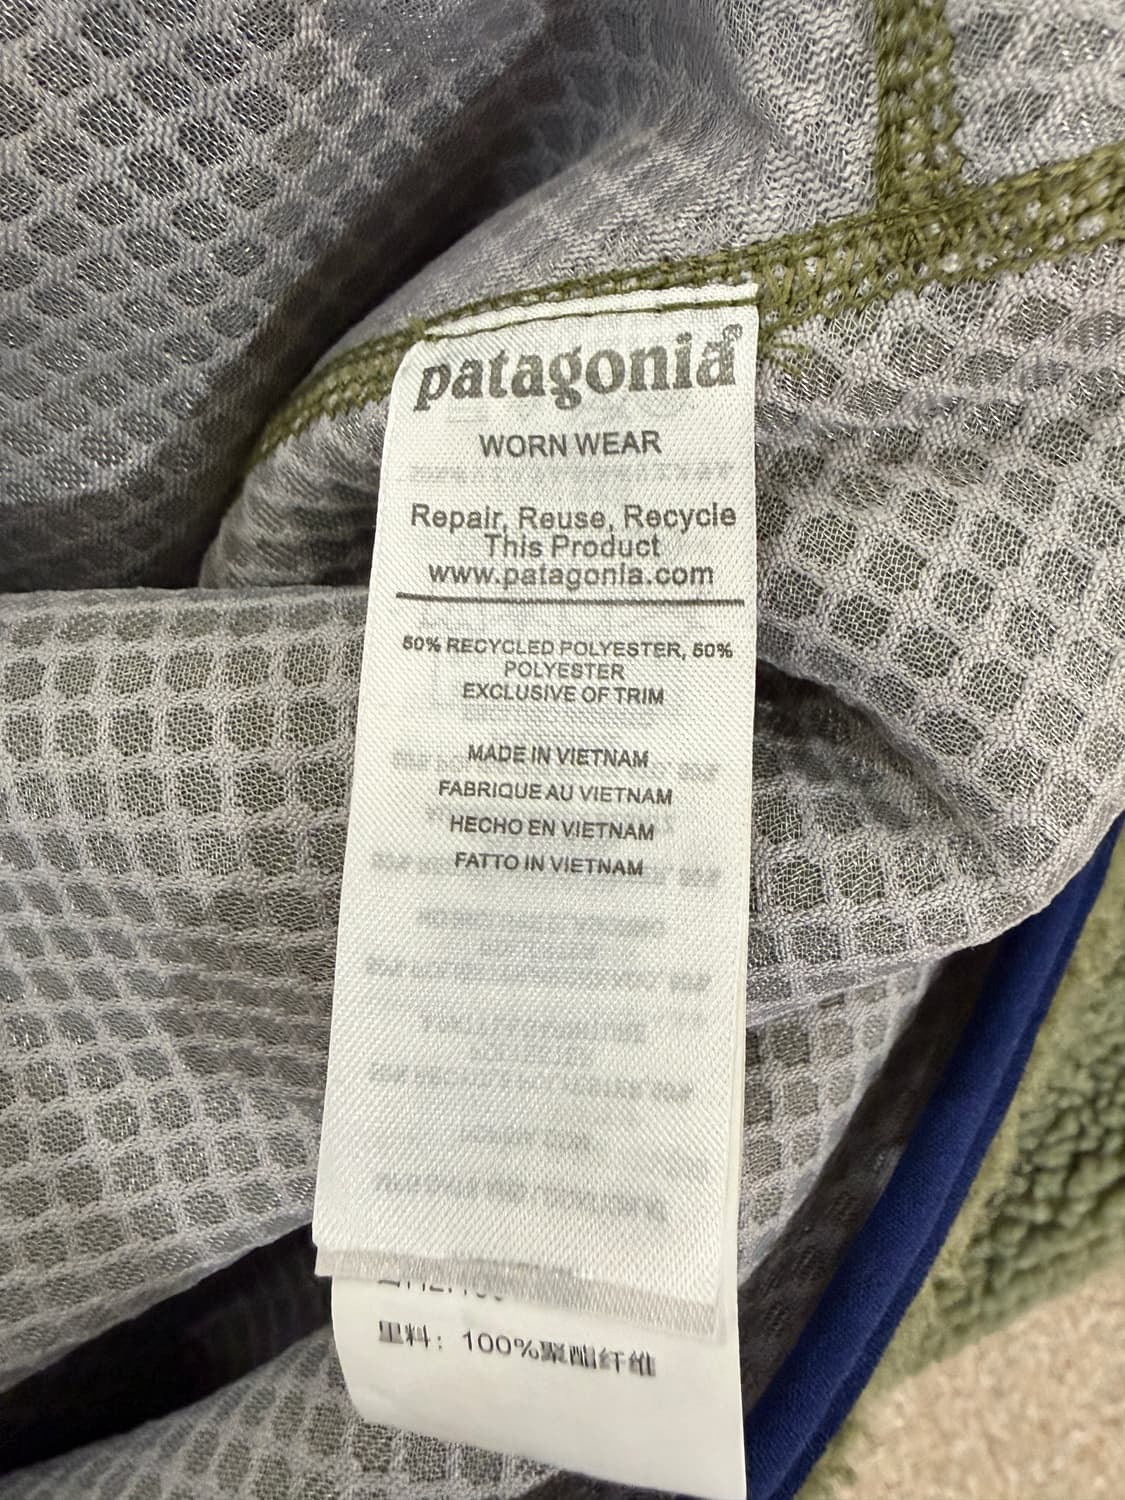 patagonia®
WORN WEAR
Repair, Reuse, Recycle
This Product
www.patagonia.com
50% RECYCLED POLYESTER, 50%
POLYESTER
EXCLUSIVE OF TRIM
MADE IN VIETNAM
FABRIQUE AU VIETNAM
HECHO EN VIETNAM
FATTO IN VIETNAM
里料: 100%聚酯纤维